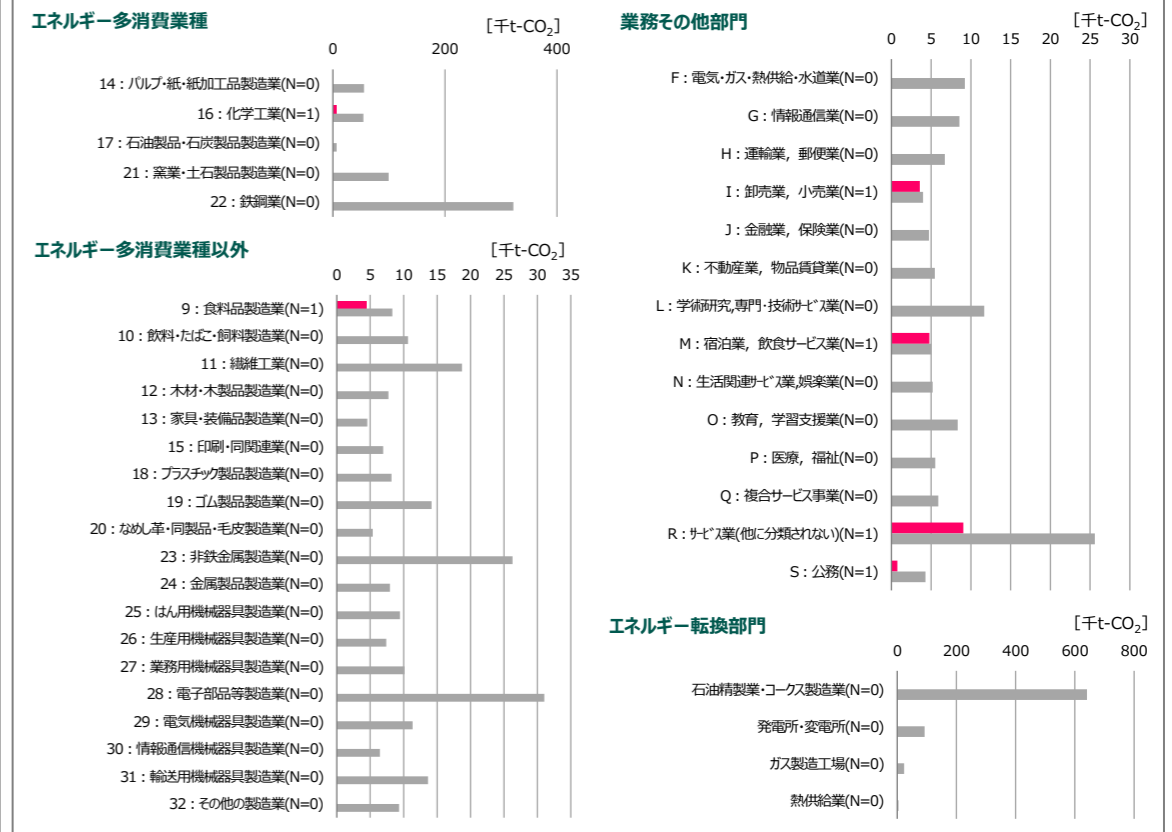 エネルギー多消費業種
[千t-CO2]
0 200 400
14：パルプ・紙・紙加工品製造業(N=0)
16：化学工業(N=1)
17：石油製品・石炭製品製造業(N=0)
21：窯業・土石製品製造業(N=0)
22：鉄鋼業(N=0)
エネルギー多消費業種以外
[千t-CO2]
0 5 10 15 20 25 30 35
9：食料品製造業(N=1)
10：飲料・たばこ・飼料製造業(N=0)
11：繊維工業(N=0)
12：木材・木製品製造業(N=0)
13：家具・装備品製造業(N=0)
15：印刷・同関連業(N=0)
18：プラスチック製品製造業(N=0)
19：ゴム製品製造業(N=0)
20：なめし革・同製品・毛皮製造業(N=0)
23：非鉄金属製造業(N=0)
24：金属製品製造業(N=0)
25：はん用機械器具製造業(N=0)
26：生産用機械器具製造業(N=0)
27：業務用機械器具製造業(N=0)
28：電子部品等製造業(N=0)
29：電気機械器具製造業(N=0)
30：情報通信機械器具製造業(N=0)
31：輸送用機械器具製造業(N=0)
32：その他の製造業(N=0)
業務その他部門
[千t-CO2]
0 5 10 15 20 25 30
F：電気・ガス・熱供給・水道業(N=0)
G：情報通信業(N=0)
H：運輸業，郵便業(N=0)
I：卸売業，小売業(N=1)
J：金融業，保険業(N=0)
K：不動産業，物品賃貸業(N=0)
L：学術研究,専門・技術サービス業(N=0)
M：宿泊業，飲食サービス業(N=1)
N：生活関連サービス業,娯楽業(N=0)
O：教育，学習支援業(N=0)
P：医療，福祉(N=0)
Q：複合サービス事業(N=0)
R：サービス業(他に分類されない)(N=1)
S：公務(N=1)
エネルギー転換部門
[千t-CO2]
0 200 400 600 800
石油精製業・コークス製造業(N=0)
発電所・変電所(N=0)
ガス製造工場(N=0)
熱供給業(N=0)